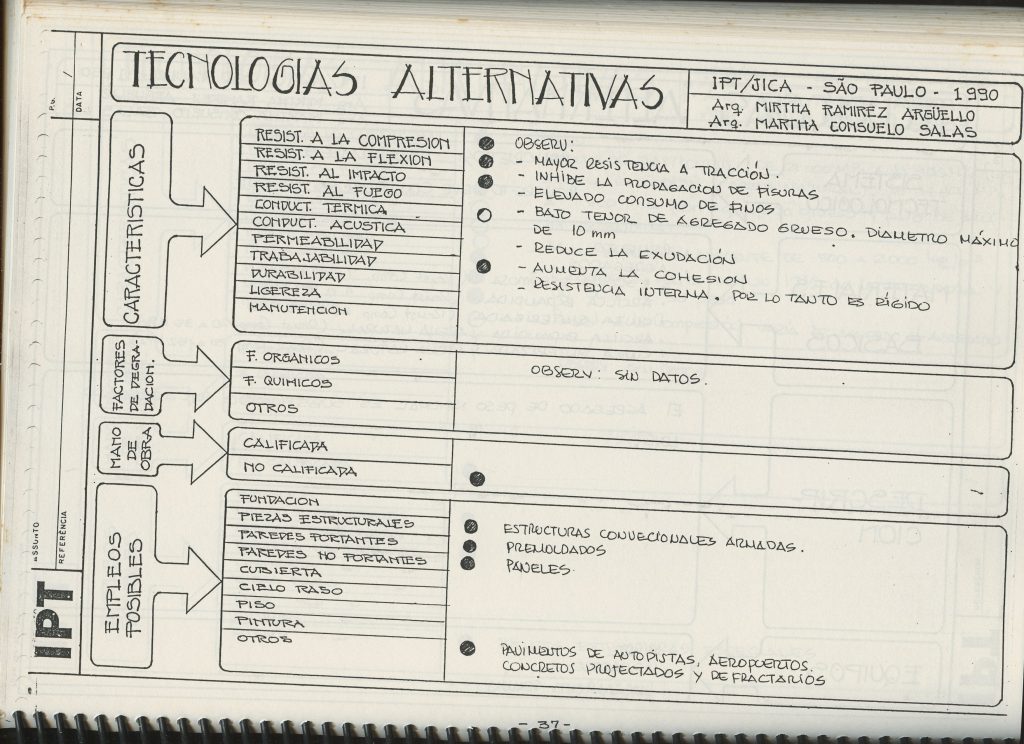 TECNOLOGIAS ALTERNATIVAS
IPT/JICA - SÃO PAULO - 1990
Arq. MIRTHA RAMIREZ ARGÜELLO
Arq. MARTHA CONSUELO SALAS
P.G.
DATA
ASSUNTO
REFERÊNCIA
IPT
CARACTERISTICAS
RESIST. A LA COMPRESION
RESIST. A LA FLEXION
RESIST. AL IMPACTO
RESIST. AL FUEGO
CONDUCT. TERMICA
CONDUCT. ACUSTICA
PERMEABILIDAD
TRABAJABILIDAD
DURABILIDAD
LIGEREZA
MANUTENCION
OBSERV:
- MAYOR RESISTENCIA A TRACCIÓN.
- INHIBE LA PROPAGACION DE FISURAS
- ELEVADO CONSUMO DE FINOS
- BAJO TENOR DE AGREGADO GRUESO. DIAMETRO MÁXIMO
DE 10 mm
- REDUCE LA EXUDACIÓN
- AUMENTA LA COHESION
- RESISTENCIA INTERNA. POR LO TANTO ES RÍGIDO
FACTORES
DE DEGRA-
DACION.
F. ORGANICOS
F. QUIMICOS
OTROS
OBSERV: SIN DATOS.
MANO
DE
OBRA
CALIFICADA
NO CALIFICADA
EMPLEOS
POSIBLES
FUNDACION
PIEZAS ESTRUCTURALES
PAREDES PORTANTES
PAREDES NO PORTANTES
CUBIERTA
CIELO RASO
PISO
PINTURA
OTROS
ESTRUCTURAS CONVECIONALES ARMADAS.
PREMOLDADOS
PANELES.
PAVIMENTOS DE AUTOPISTAS, AEROPUERTOS.
CONCRETOS PROJECTADOS Y DEFRACTARIOS
- 37 -